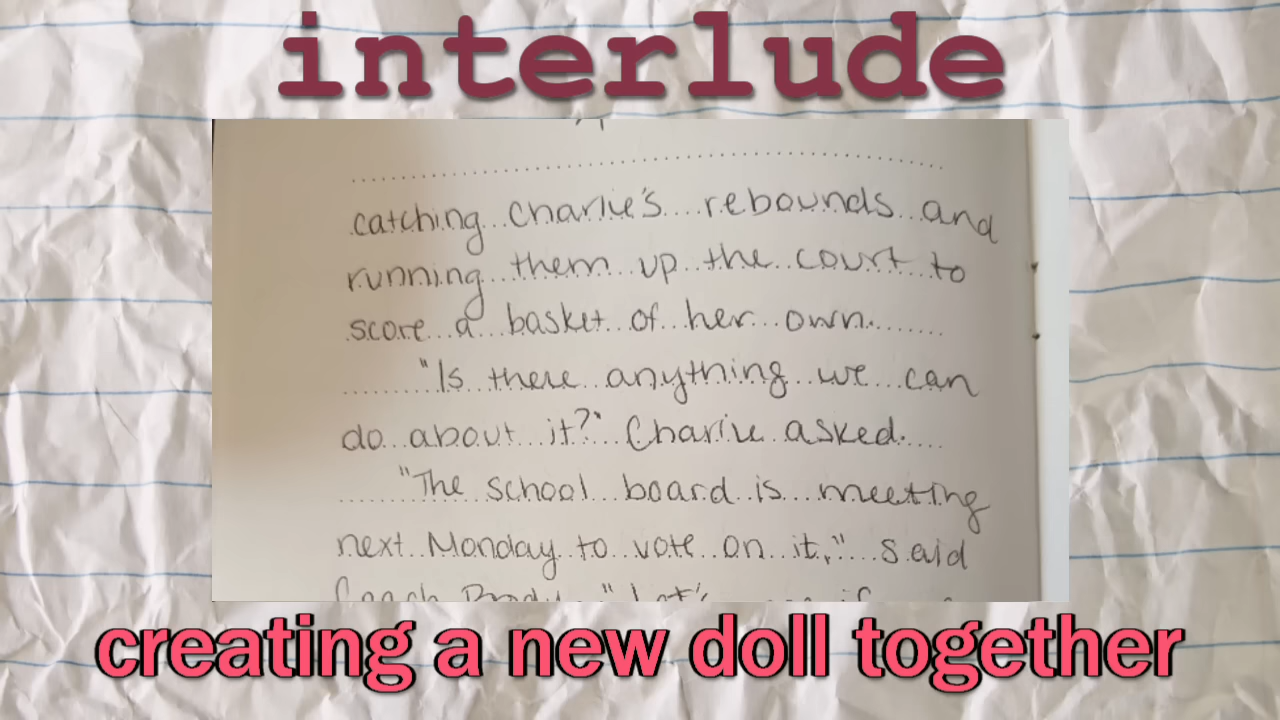 interlude
catching Charlie's rebounds and
running them up the court to
score a basket of her own.
"Is there anything we can
do about it?" Charlie asked.
"The school board is meeting
next Monday to vote on it," said
creating a new doll together